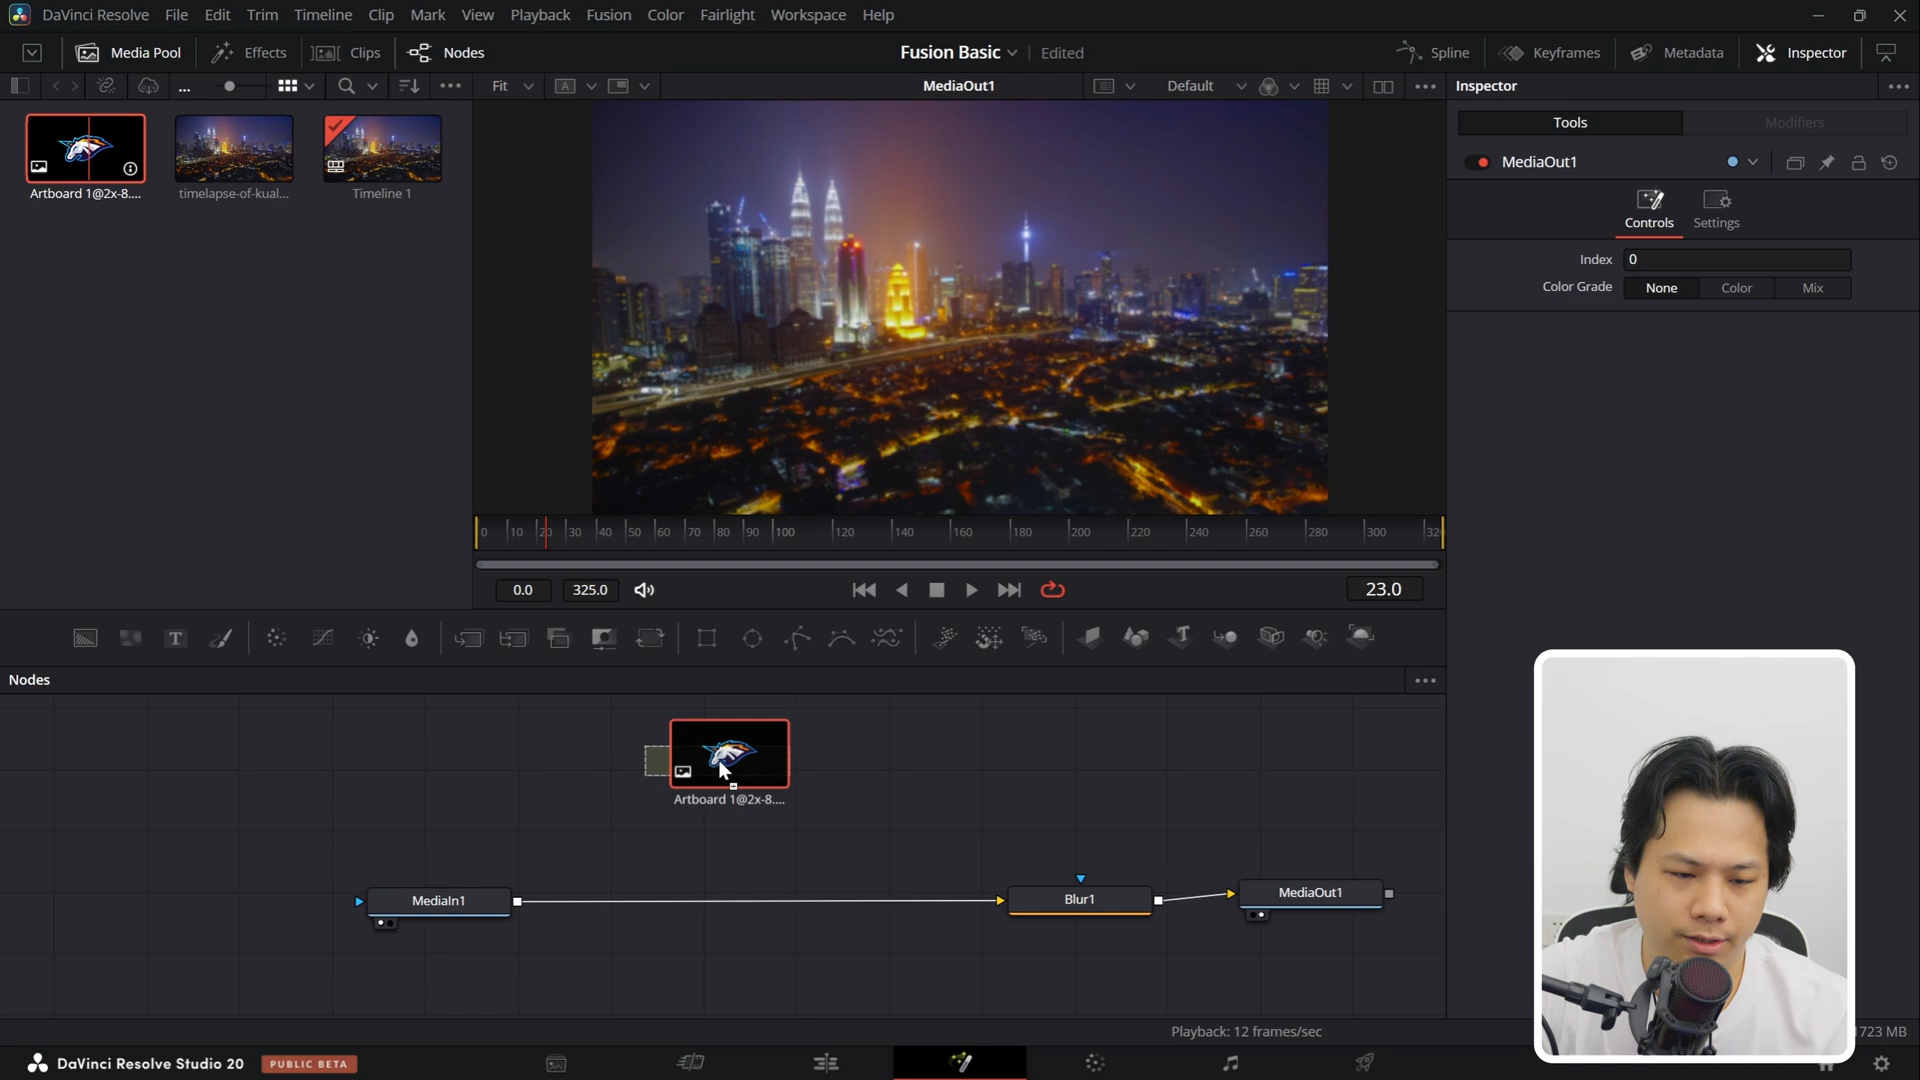 DaVinci Resolve File Edit Trim Timeline Clip Mark View Playback Fusion Color Fairlight Workspace Help
Media Pool Effects Clips Nodes Fusion Basic Edited Spline Keyframes Metadata Inspector
... Fit A MediaOut1 Default Inspector
Tools Modifiers
MediaOut1
Artboard 1@2x-8.... timelapse-of-kual... Timeline 1
Controls Settings
Index 0
Color Grade None Color Mix
0 10 20 30 40 50 60 70 80 90 100 120 140 160 180 200 220 240 260 280 300 32
0.0 325.0 23.0
T T
Nodes
Artboard 1@2x-8....
MediaIn1 Blur1 MediaOut1
Playback: 12 frames/sec 1723 MB
DaVinci Resolve Studio 20 PUBLIC BETA